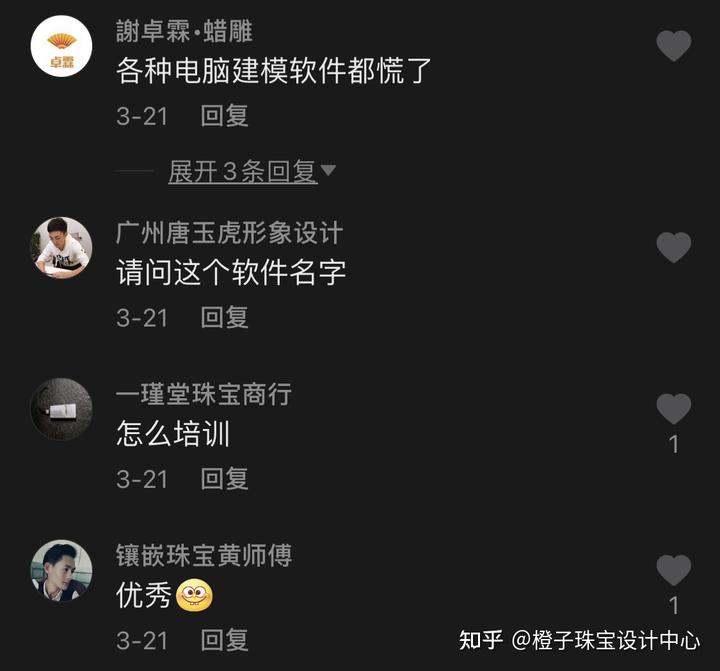 謝卓霖•蜡雕
卓霖
各种电脑建模软件都慌了
3-21 回复
展开3条回复
广州唐玉虎形象设计
请问这个软件名字
3-21 回复
一瑾堂珠宝商行
怎么培训
1
3-21 回复
镶嵌珠宝黄师傅
优秀
1
3-21 回复
知乎 @橙子珠宝设计中心